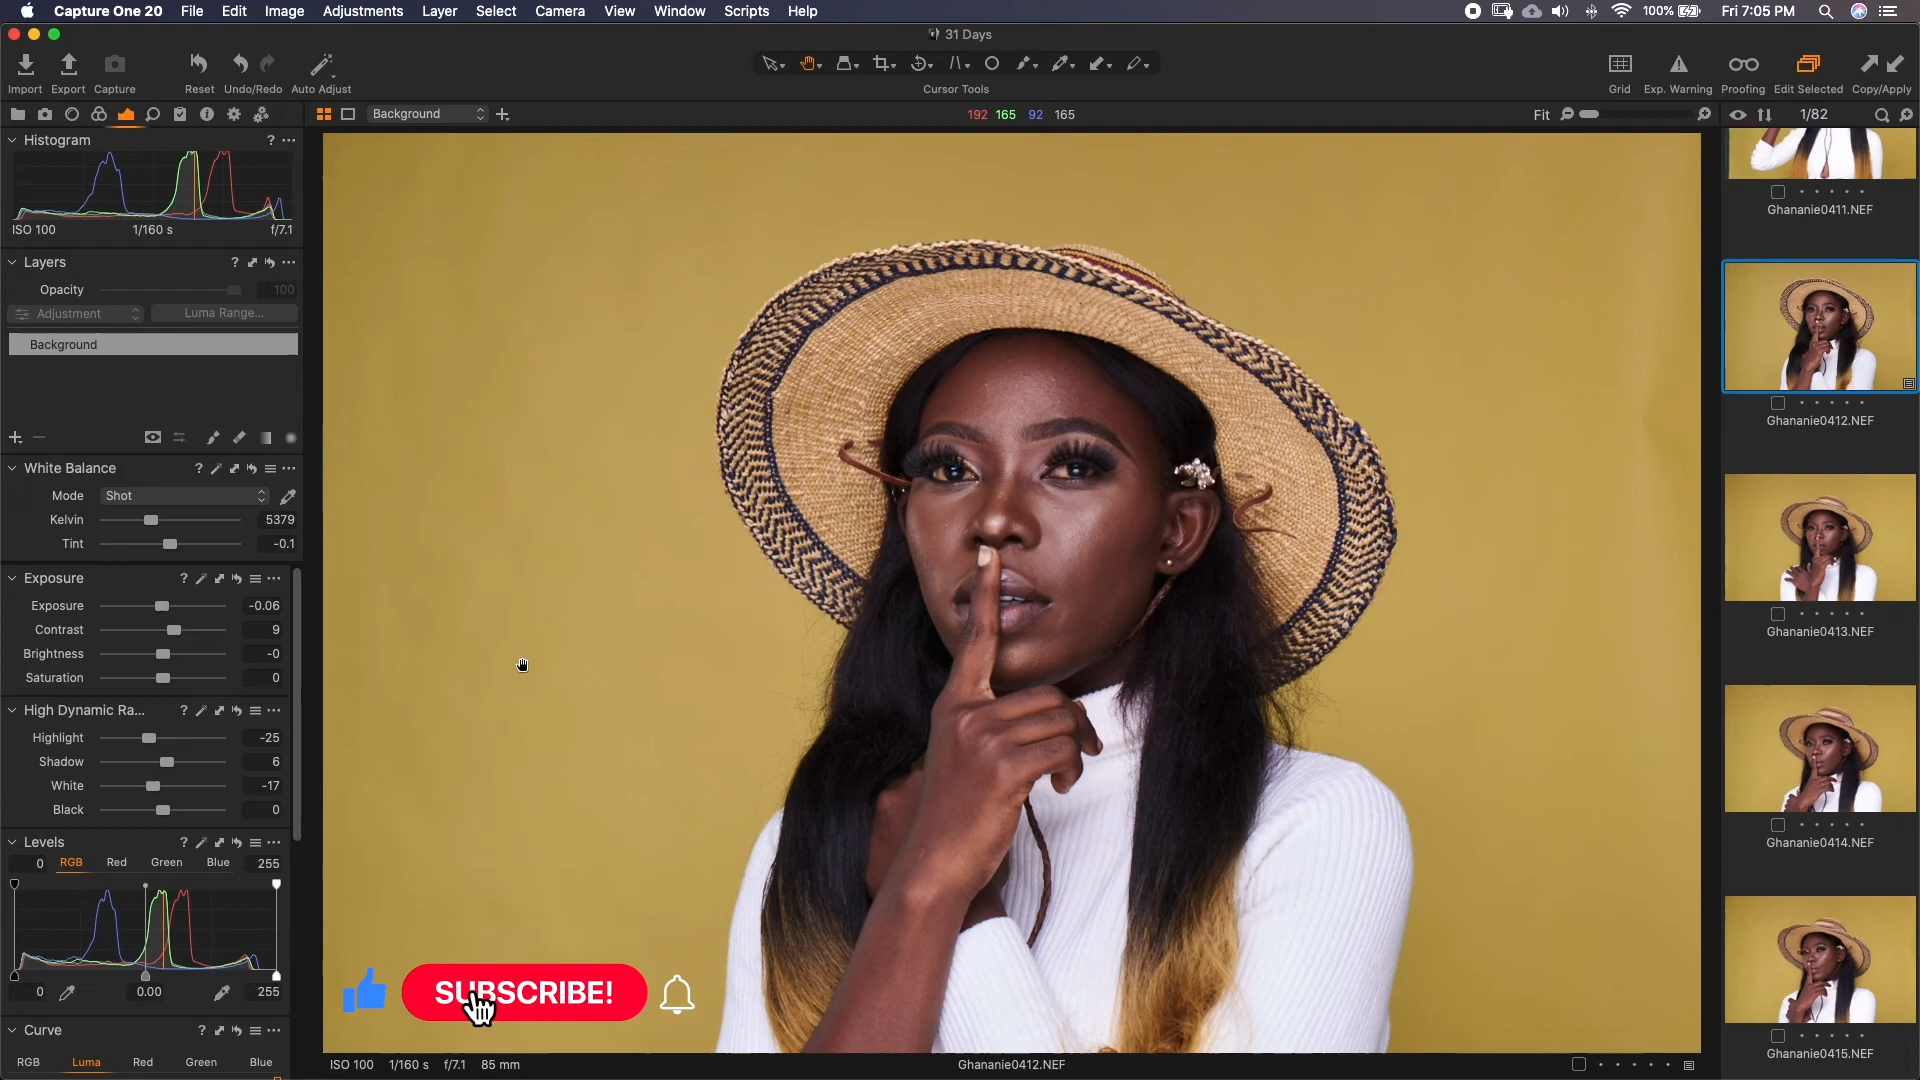 Capture One 20 File Edit Image Adjustments Layer Select Camera View Window Scripts Help 100% Fri 7:05 PM
31 Days
Import Export Capture Reset Undo/Redo Auto Adjust Cursor Tools Grid Exp. Warning Proofing Edit Selected Copy/Apply
Background 192 165 92 165 Fit 1/82
Histogram ? ...
ISO 100 1/160 s f/7.1
Layers ? ...
Opacity 100
Adjustment Luma Range...
Background
White Balance ? ...
Mode Shot
Kelvin 5379
Tint -0.1
Exposure ? ...
Exposure -0.06
Contrast 9
Brightness -0
Saturation 0
High Dynamic Ra... ? ...
Highlight -25
Shadow 6
White -17
Black 0
Levels ? ...
0 RGB Red Green Blue 255
0 0.00 255
Curve ? ...
RGB Luma Red Green Blue
SUBSCRIBE!
ISO 100 1/160 s f/7.1 85 mm Ghananie0412.NEF
Ghananie0411.NEF
Ghananie0412.NEF
Ghananie0413.NEF
Ghananie0414.NEF
Ghananie0415.NEF